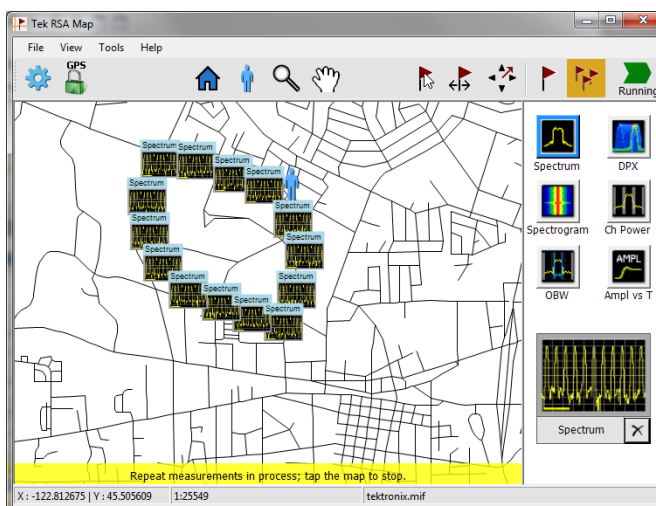 Tek RSA Map
File View Tools Help
GPS
Running
Spectrum
Spectrum
Spectrum
Spectrum
Spectrum
Spectrum
Spectrum
Spectrum
Spectrum
Spectrum
Spectrum
Spectrum
Spectrum
Spectrum
Spectrum DPX
Spectrogram Ch Power
AMPL
OBW Ampl vs T
Spectrum
Repeat measurements in process; tap the map to stop.
X : -122.812675 | Y : 45.505609 1:25549 tektronix.mif